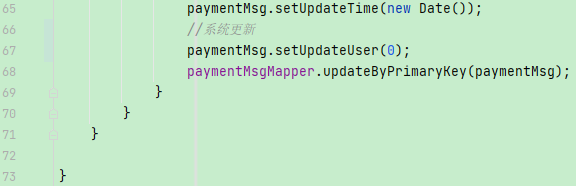 65 paymentMsg.setUpdateTime(new Date());
66 //系统更新
67 paymentMsg.setUpdateUser(0);
68 paymentMsgMapper.updateByPrimaryKey(paymentMsg);
69 }
70 }
71 }
72
73 }